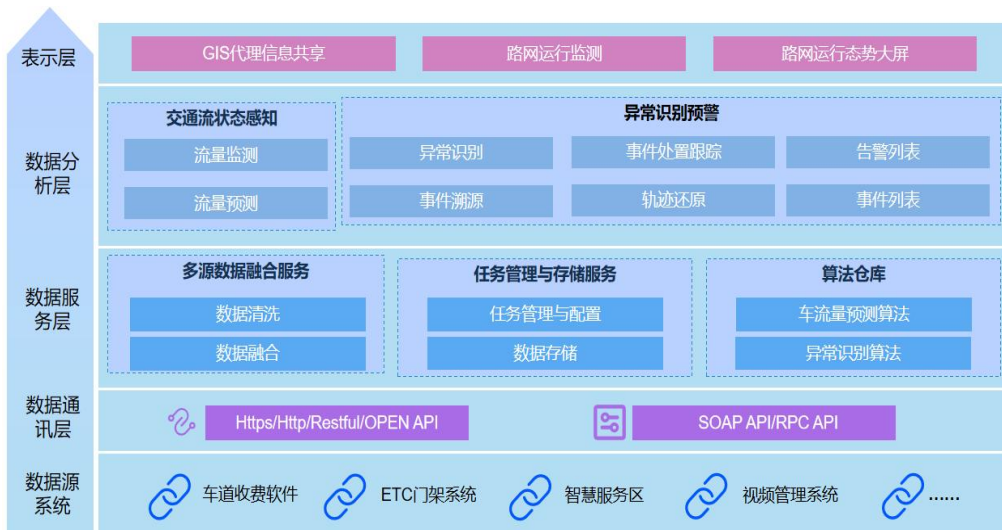 表示层
GIS代理信息共享
路网运行监测
路网运行态势大屏
数据分
析层
交通流状态感知
流量监测
流量预测
异常识别预警
异常识别
事件处置跟踪
告警列表
事件溯源
轨迹还原
事件列表
数据服
务层
多源数据融合服务
数据清洗
数据融合
任务管理与存储服务
任务管理与配置
数据存储
算法仓库
车流量预测算法
异常识别算法
数据通
讯层
Https/Http/Restful/OPEN API
SOAP API/RPC API
数据源
系统
车道收费软件
ETC门架系统
智慧服务区
视频管理系统
......